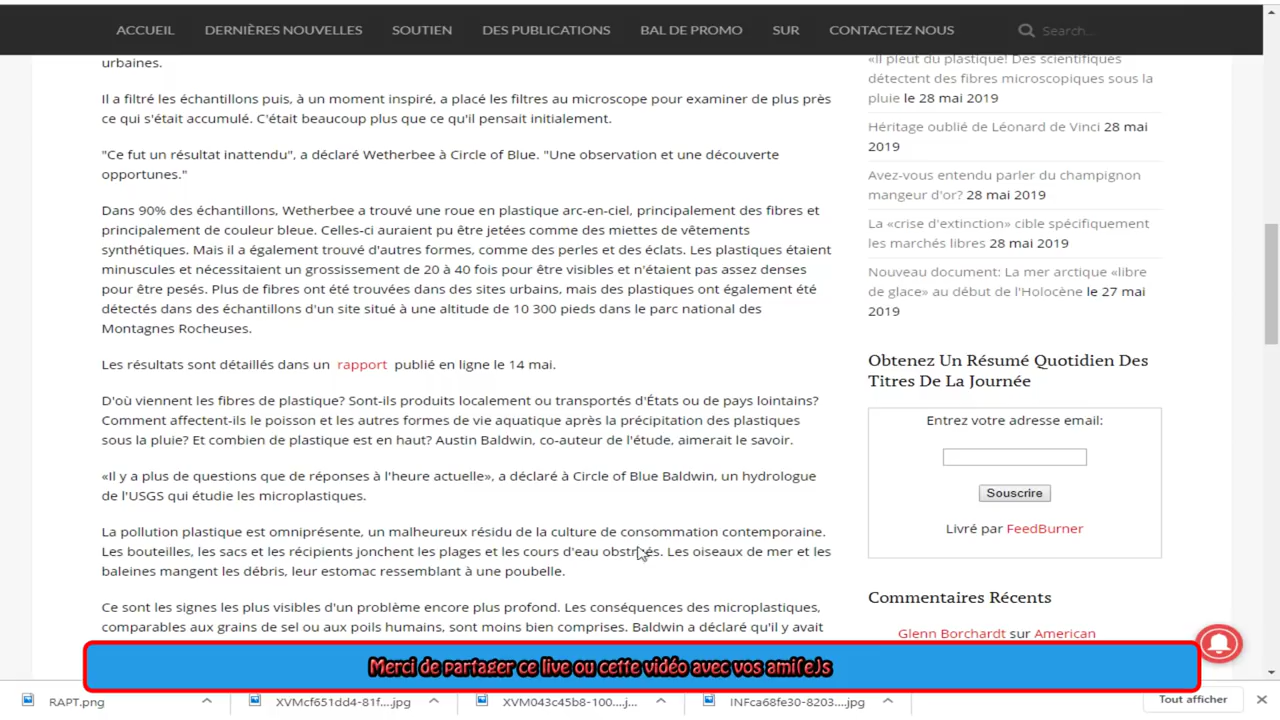 ACCUEIL DERNIÈRES NOUVELLES SOUTIEN DES PUBLICATIONS BAL DE PROMO SUR CONTACTEZ NOUS Search...
urbaines.
Il a filtré les échantillons puis, à un moment inspiré, a placé les filtres au microscope pour examiner de plus près
ce qui s'était accumulé. C'était beaucoup plus que ce qu'il pensait initialement.
"Ce fut un résultat inattendu", a déclaré Wetherbee à Circle of Blue. "Une observation et une découverte
opportunes."
Dans 90% des échantillons, Wetherbee a trouvé une roue en plastique arc-en-ciel, principalement des fibres et
principalement de couleur bleue. Celles-ci auraient pu être jetées comme des miettes de vêtements
synthétiques. Mais il a également trouvé d'autres formes, comme des perles et des éclats. Les plastiques étaient
minuscules et nécessitaient un grossissement de 20 à 40 fois pour être visibles et n'étaient pas assez denses
pour être pesés. Plus de fibres ont été trouvées dans des sites urbains, mais des plastiques ont également été
détectés dans des échantillons d'un site situé à une altitude de 10 300 pieds dans le parc national des
Montagnes Rocheuses.
Les résultats sont détaillés dans un rapport publié en ligne le 14 mai.
D'où viennent les fibres de plastique? Sont-ils produits localement ou transportés d'États ou de pays lointains?
Comment affectent-ils le poisson et les autres formes de vie aquatique après la précipitation des plastiques
sous la pluie? Et combien de plastique est en haut? Austin Baldwin, co-auteur de l'étude, aimerait le savoir.
«Il y a plus de questions que de réponses à l'heure actuelle», a déclaré à Circle of Blue Baldwin, un hydrologue
de l'USGS qui étudie les microplastiques.
La pollution plastique est omniprésente, un malheureux résidu de la culture de consommation contemporaine.
Les bouteilles, les sacs et les récipients jonchent les plages et les cours d'eau obstrués. Les oiseaux de mer et les
baleines mangent les débris, leur estomac ressemblant à une poubelle.
Ce sont les signes les plus visibles d'un problème encore plus profond. Les conséquences des microplastiques,
comparables aux grains de sel ou aux poils humains, sont moins bien comprises. Baldwin a déclaré qu'il y avait
«Il pleut du plastique! Des scientifiques
détectent des fibres microscopiques sous la
pluie le 28 mai 2019
Héritage oublié de Léonard de Vinci 28 mai
2019
Avez-vous entendu parler du champignon
mangeur d'or? 28 mai 2019
La «crise d'extinction» cible spécifiquement
les marchés libres 28 mai 2019
Nouveau document: La mer arctique «libre
de glace» au début de l'Holocène le 27 mai
2019
Obtenez Un Résumé Quotidien Des
Titres De La Journée
Entrez votre adresse email:
Souscrire
Livré par FeedBurner
Commentaires Récents
Glenn Borchardt sur American
Merci de partager ce live ou cette vidéo avec vos ami(e)s
RAPT.png XVMcf651dd4-81f....jpg XVM043c45b8-100....j... INFca68fe30-8203....jpg Tout afficher